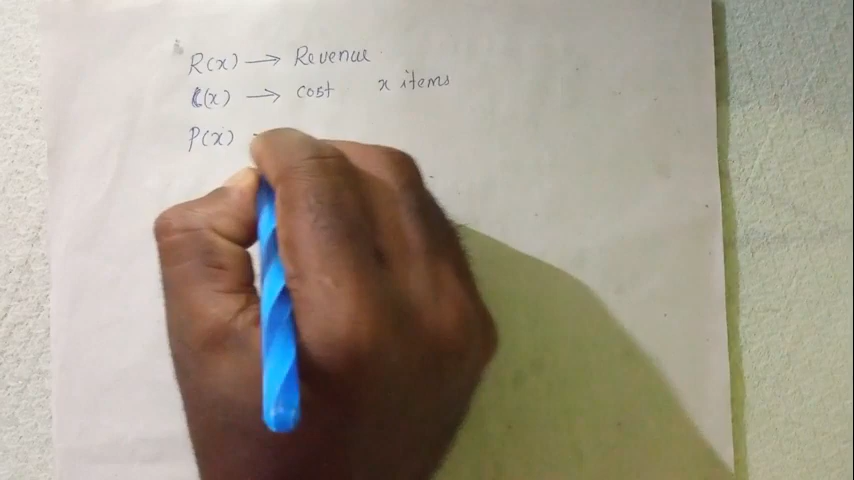 R(x) → Revenue
C(x) → cost x items
P(x)